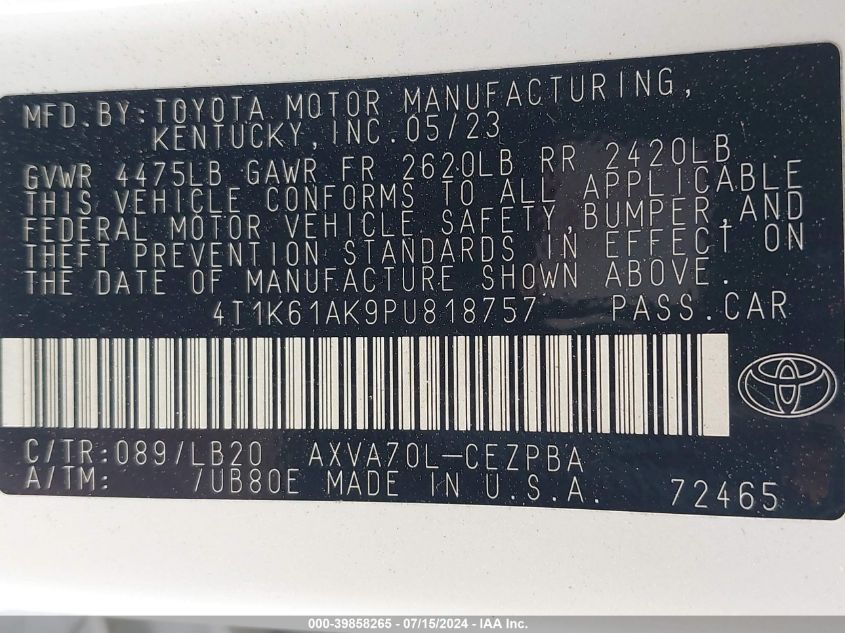 MFD.BY:TOYOTA MOTOR MANUFACTURING,
KENTUCKY,INC.05/23
GVWR 4475LB GAWR FR 2620LB RR 2420LB
THIS VEHICLE CONFORMS TO ALL APPLICABLE
FEDERAL MOTOR VEHICLE SAFETY,BUMPER,AND
THEFT PREVENTION STANDARDS IN EFFECT ON
THE DATE OF MANUFACTURE SHOWN ABOVE.
4T1K61AK9PU818757 PASS.CAR
C/TR:089/LB20 AXVA70L-CEZPBA
A/TM: /UB80E MADE IN U.S.A. 72465
000-39858265 - 07/15/2024 - IAA Inc.